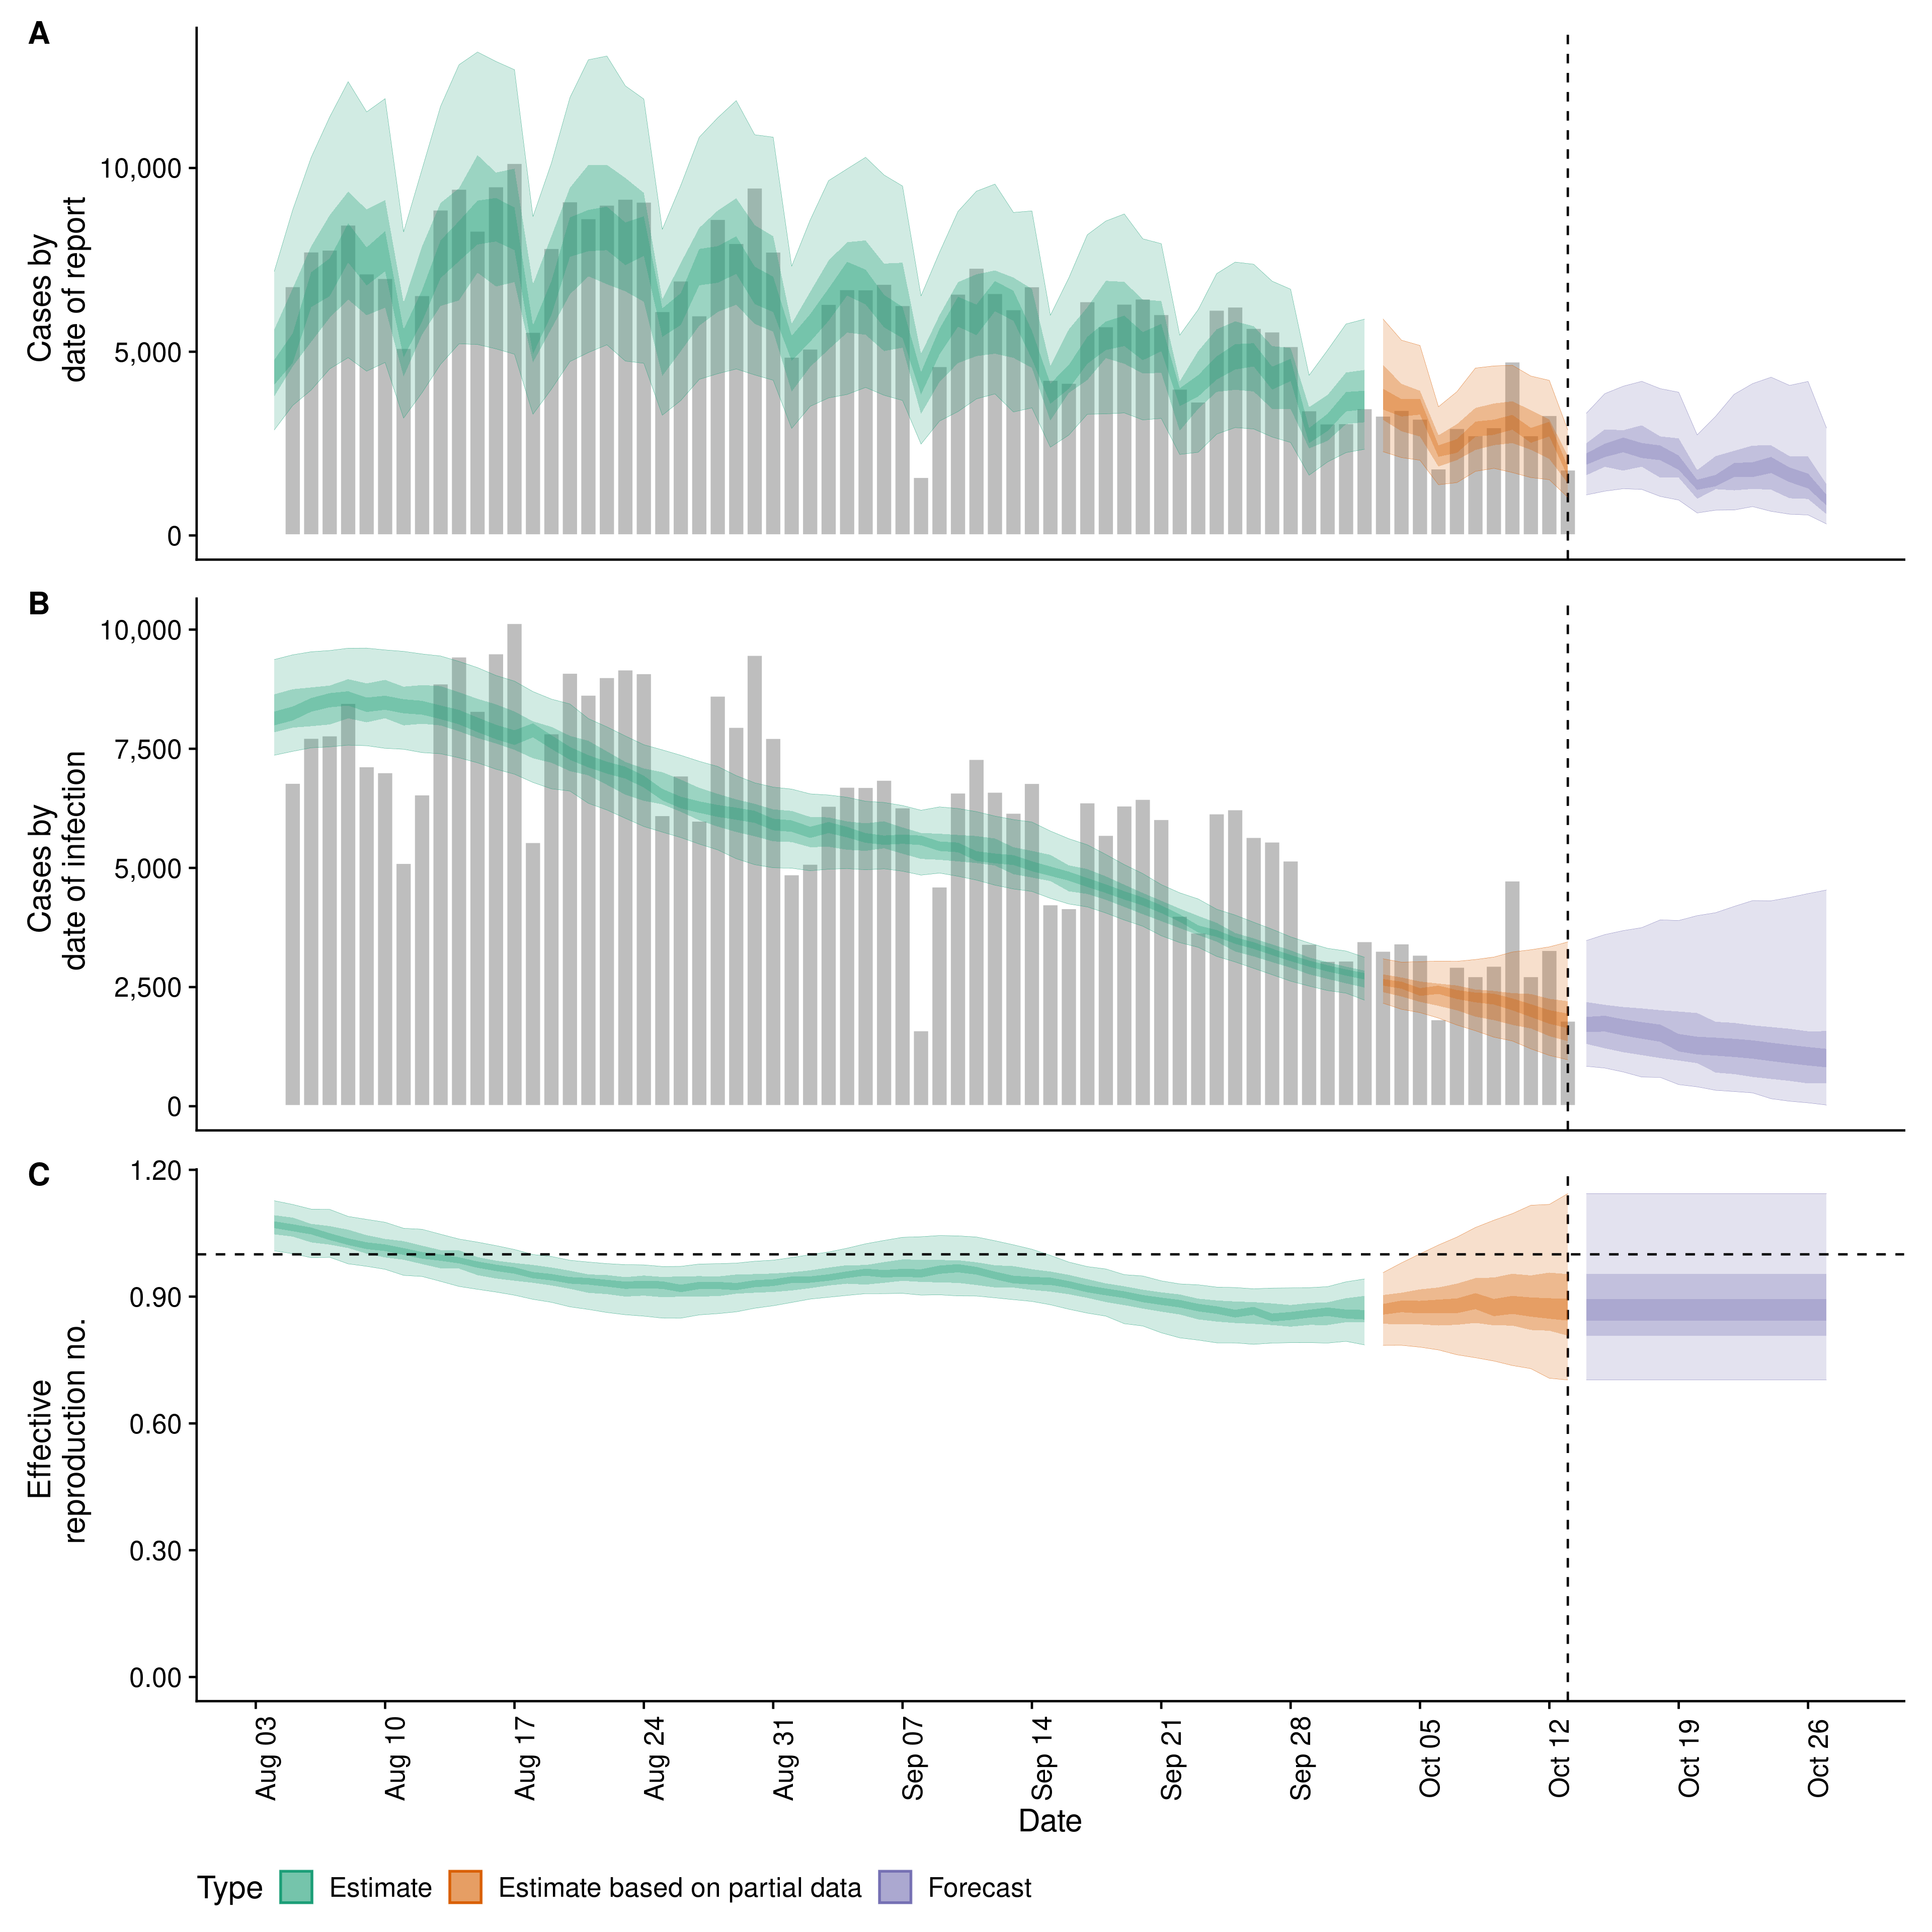 A
Cases by
date of report
10,000
5,000
0
B
Cases by
date of infection
10,000
7,500
5,000
2,500
0
C
Effective
reproduction no.
1.20
0.90
0.60
0.30
0.00
Aug 03
Aug 10
Aug 17
Aug 24
Aug 31
Sep 07
Sep 14
Sep 21
Sep 28
Oct 05
Oct 12
Oct 19
Oct 26
Date
Type Estimate Estimate based on partial data Forecast